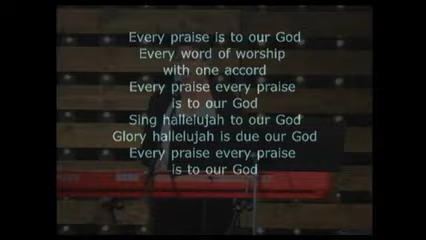 Every praise is to our God
Every word of worship
with one accord
Every praise every praise
is to our God
Sing hallelujah to our God
Glory hallelujah is due our God
Every praise every praise
is to our God